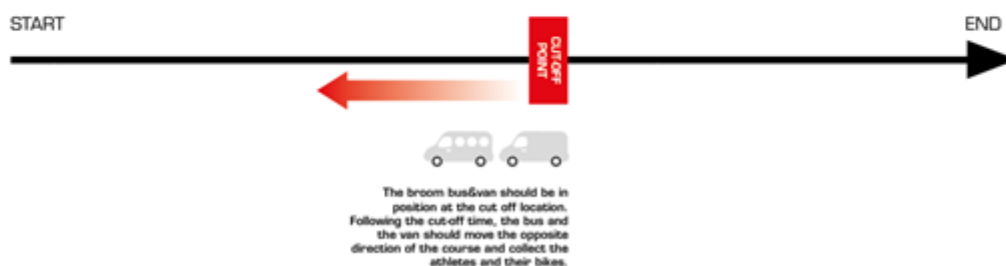 START
END
CUT-OFF
POINT
The broom bus&van should be in
position at the cut off location.
Following the cut-off time, the bus and
the van should move the opposite
direction of the course and collect the
athletes and their bikes.